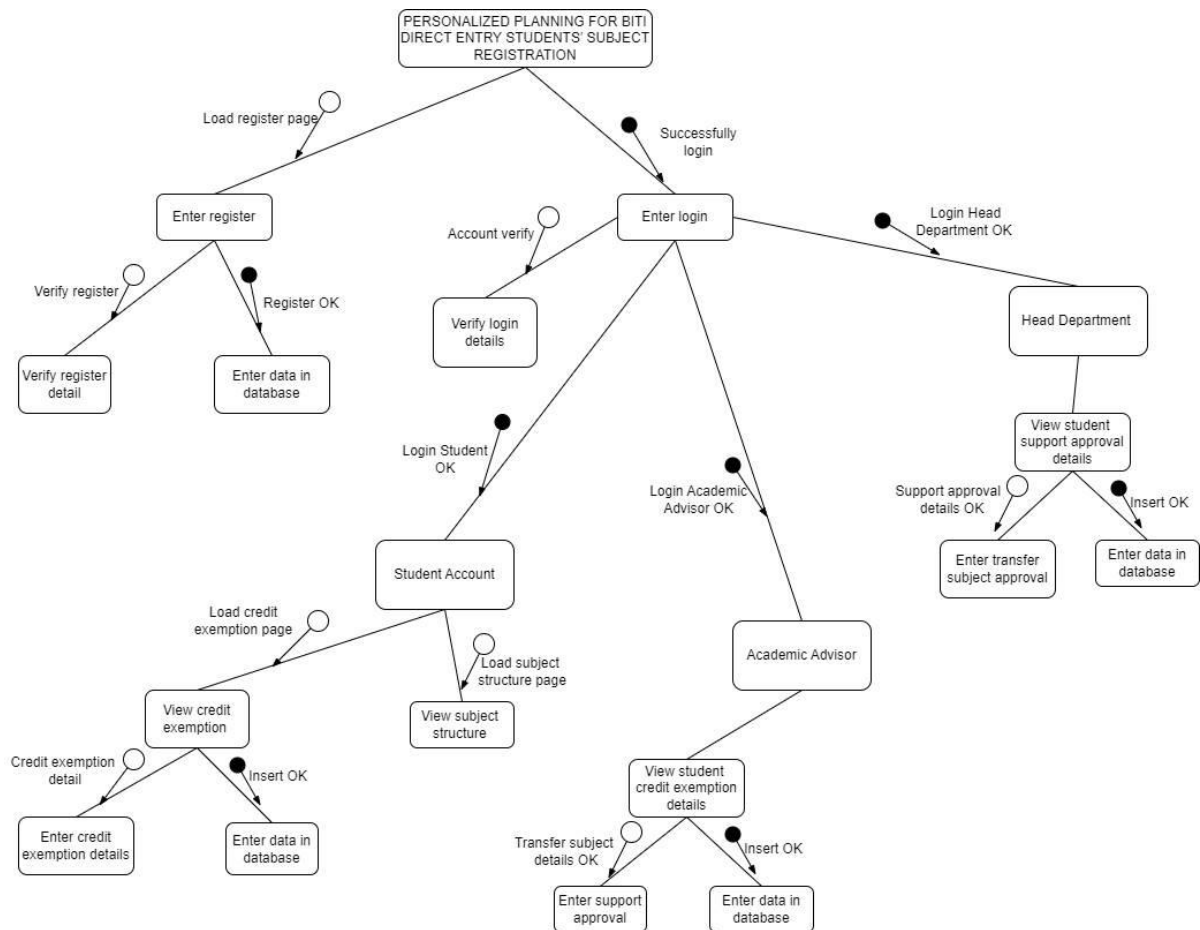 PERSONALIZED PLANNING FOR BITI
DIRECT ENTRY STUDENTS' SUBJECT
REGISTRATION
Load register page
Successfully
login
Enter register
Enter login
Login Head
Department OK
Account verify
Verify register
Register OK
Verify login
details
Head Department
Verify register
detail
Enter data in
database
View student
support approval
details
Login Student
OK
Login Academic
Advisor OK
Support approval
details OK
Insert OK
Enter transfer
subject approval
Enter data in
database
Student Account
Load credit
exemption page
Load subject
structure page
Academic Advisor
View credit
exemption
View subject
structure
Credit exemption
detail
Insert OK
View student
credit exemption
details
Enter credit
exemption details
Enter data in
database
Transfer subject
details OK
Insert OK
Enter support
approval
Enter data in
database